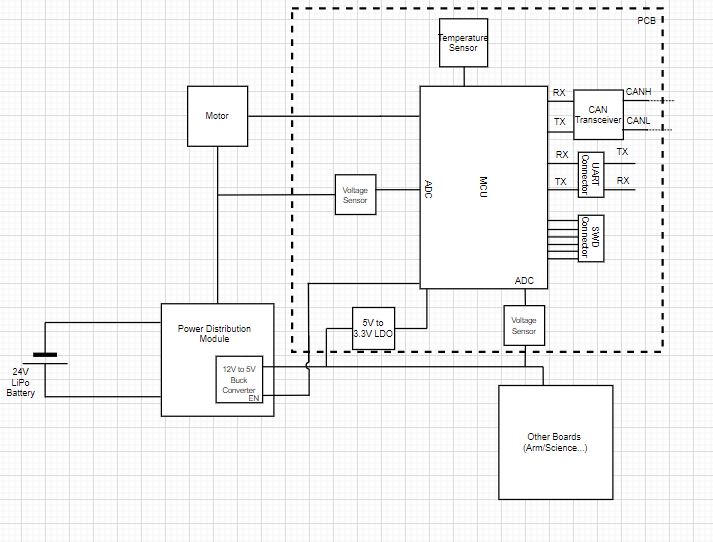 PCB
Temperature
Sensor
Motor
RX
CANH
CAN
Transceiver
TX
CANL
RX
TX
UART
Connector
TX
RX
SWD
Connector
MCU
ADC
Voltage
Sensor
ADC
Voltage
Sensor
5V to
3.3V LDO
Power Distribution
Module
12V to 5V
Buck
Converter
EN
24V
LiPo
Battery
Other Boards
(Arm/Science...)